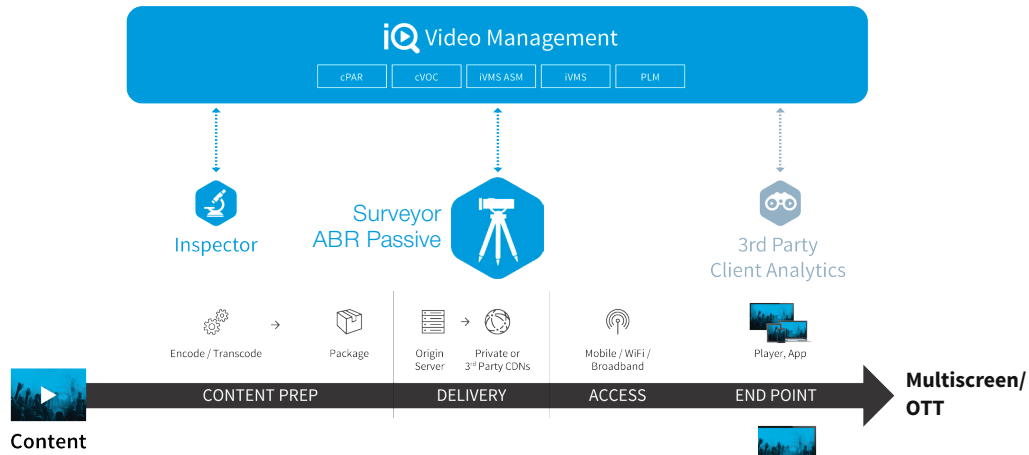 iQ Video Management
cPAR
cVOC
iVMS ASM
iVMS
PLM
Inspector
Surveyor
ABR Passive
3rd Party
Client Analytics
Encode / Transcode
Package
Origin
Server
Private or
3rd Party CDNs
Mobile / WiFi /
Broadband
Player, App
CONTENT PREP
DELIVERY
ACCESS
END POINT
Multiscreen/
OTT
Content